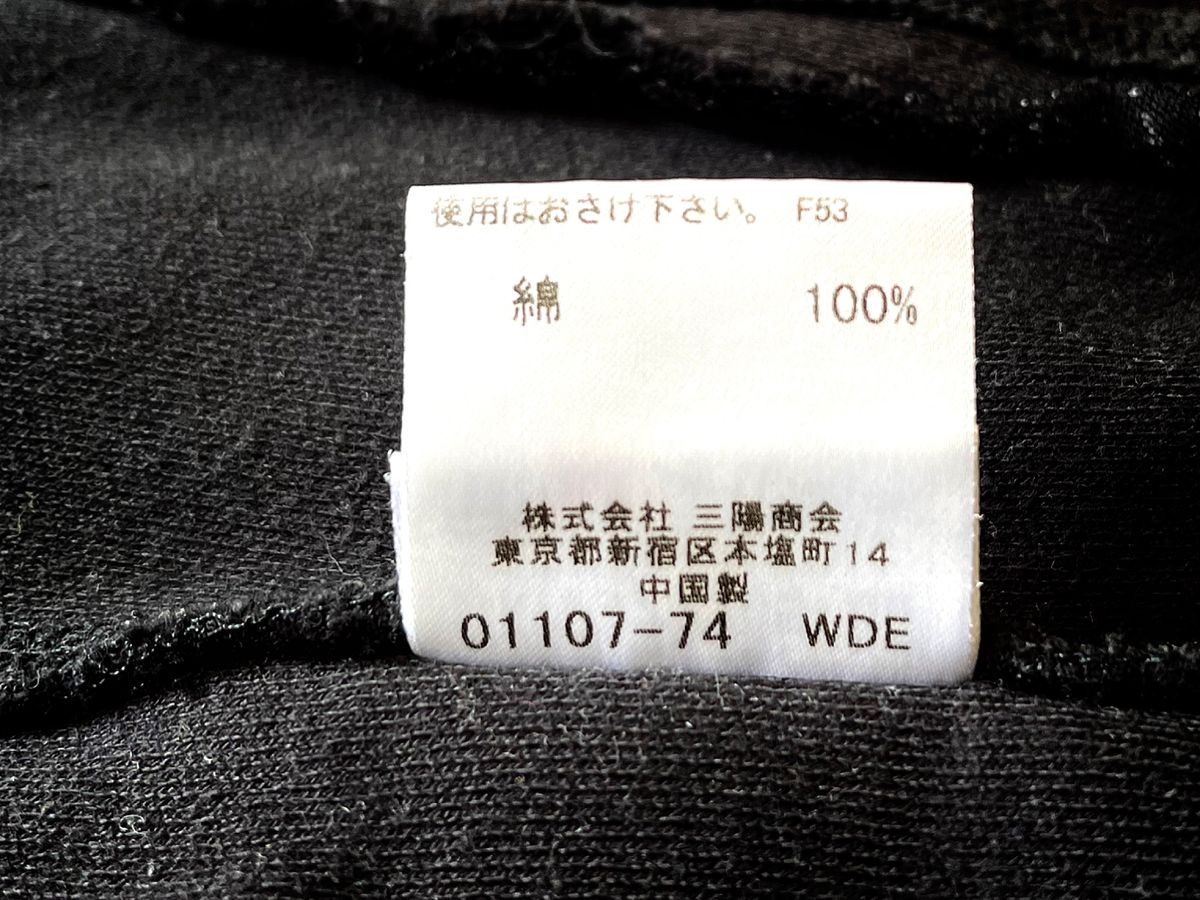 使用はおさけ下さい。 F53
綿 100%
株式会社 三陽商会
東京都新宿区本塩町14
中国製
01107-74 WDE